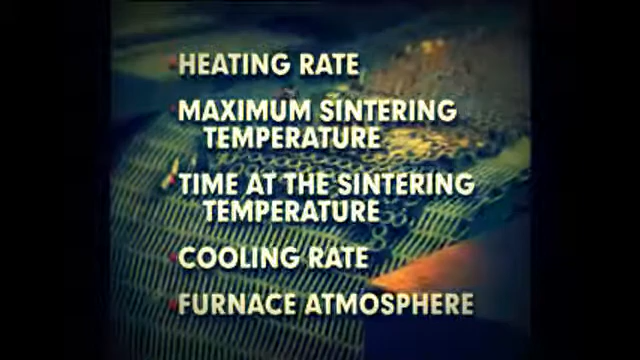 HEATING RATE
MAXIMUM SINTERING
TEMPERATURE
TIME AT THE SINTERING
TEMPERATURE
COOLING RATE
FURNACE ATMOSPHERE